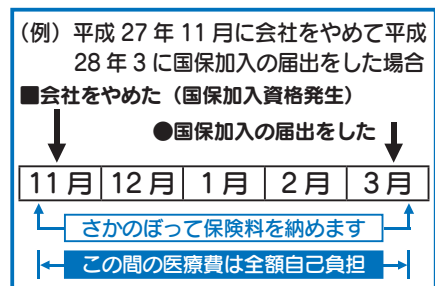 (例) 平成 27 年 11 月に会社をやめて平成
28 年 3 に国保加入の届出をした場合
■会社をやめた（国保加入資格発生）
●国保加入の届出をした
11 月 12 月 1 月 2 月 3 月
さかのぼって保険料を納めます
この間の医療費は全額自己負担